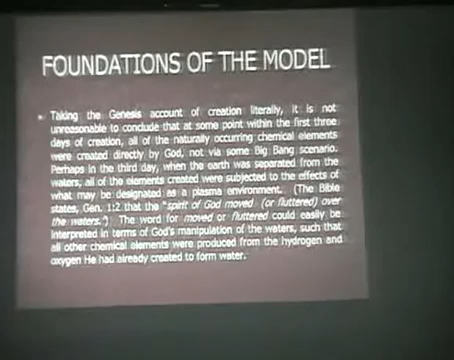 FOUNDATIONS OF THE MODEL
Taking the Genesis account of creation literally, it is not
unreasonable to conclude that at some point within the first three
days of creation, all of the naturally occurring chemical elements
were created directly by God, not via some Big Bang scenario.
Perhaps in the third day, when the earth was separated from the
waters, all of the elements created were subjected to the effects of
what may be designated as a plasma environment. (The Bible
states, Gen. 1:2 that the "spirit of God moved (or fluttered) over
the waters.") The word for moved or fluttered could easily be
interpreted in terms of God's manipulation of the waters, such that
all other chemical elements were produced from the hydrogen and
oxygen He had already created to form water.